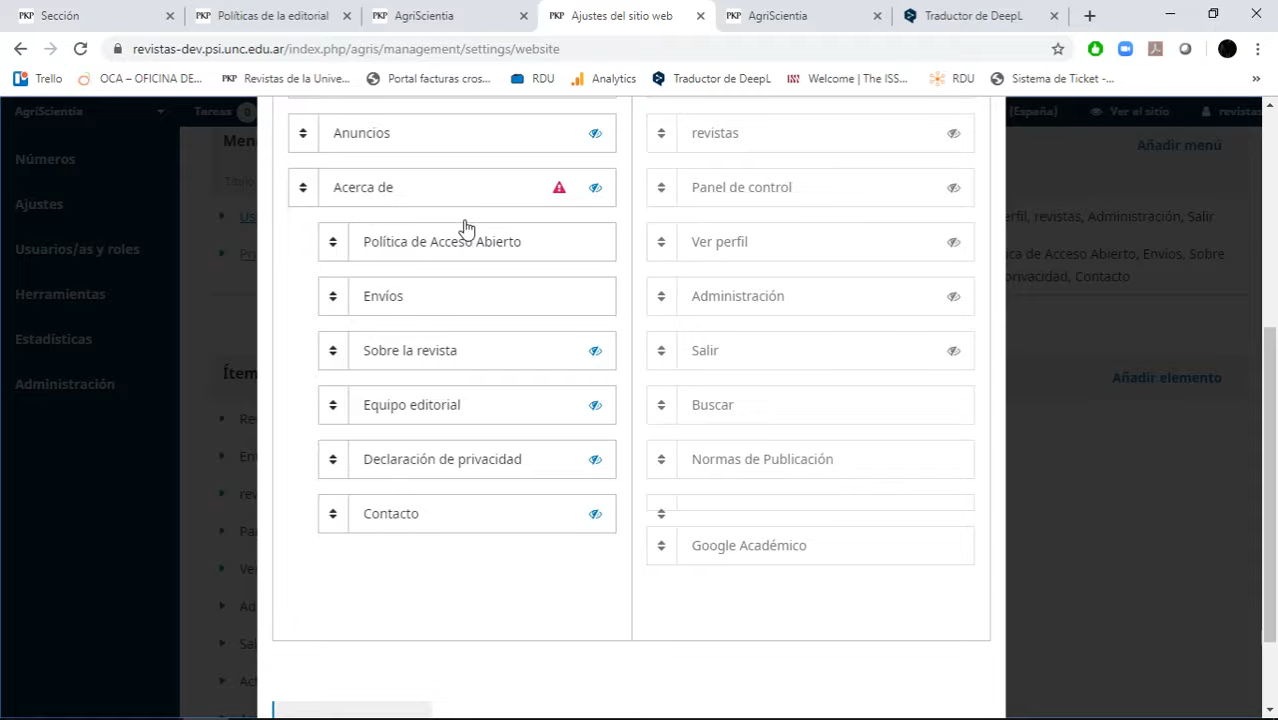 Sección
Políticas de la editorial
AgriScientia
Ajustes del sitio web
AgriScientia
Traductor de DeepL
revistas-dev.psi.unc.edu.ar/index.php/agris/management/settings/website
Trello
OCA – OFICINA DE...
Revistas de la Unive...
Portal facturas cros...
RDU
Analytics
Traductor de DeepL
Welcome | The ISS...
RDU
Sistema de Ticket -...
AgriScientia
Tareas 0
(España)
Ver el sitio
revistas
Números
Ajustes
Usuarios/as y roles
Herramientas
Estadísticas
Administración
Añadir menú
rfil, revistas, Administración, Salir
ica de Acceso Abierto, Envíos, Sobre
privacidad, Contacto
Añadir elemento
Anuncios
Acerca de
Política de Acceso Abierto
Envíos
Sobre la revista
Equipo editorial
Declaración de privacidad
Contacto
revistas
Panel de control
Ver perfil
Administración
Salir
Buscar
Normas de Publicación
Google Académico